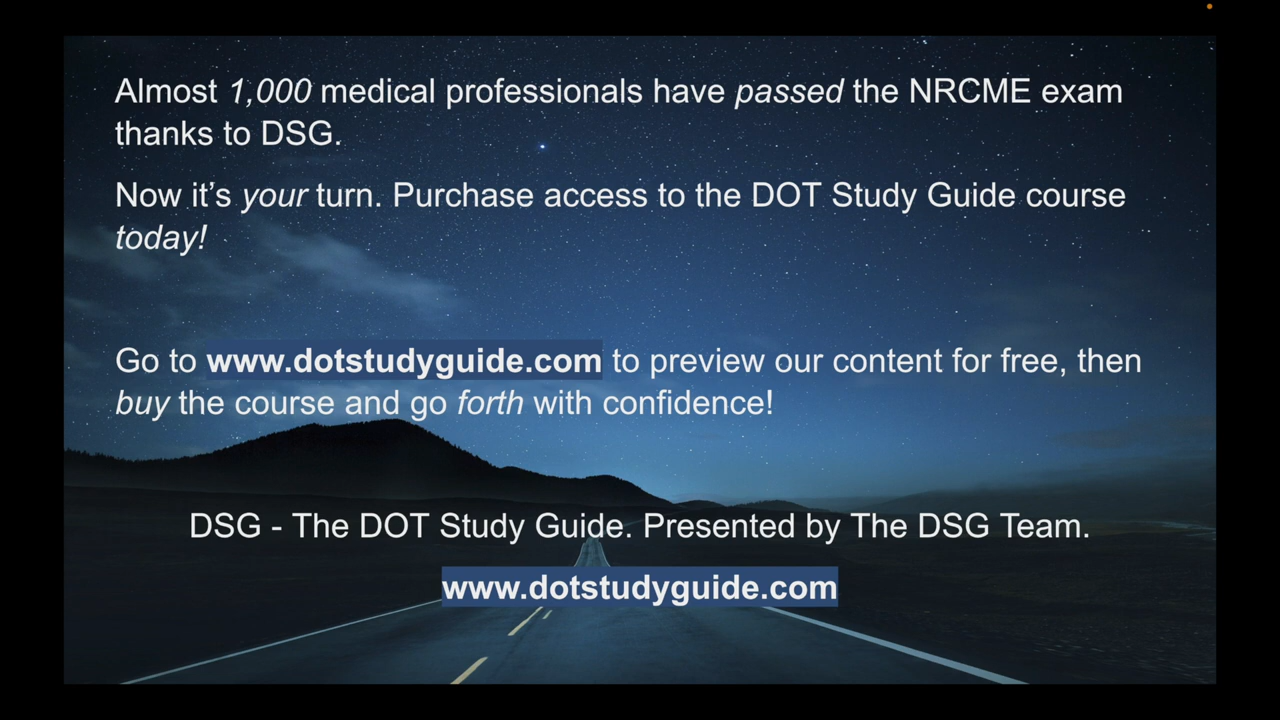 Almost 1,000 medical professionals have passed the NRCME exam
thanks to DSG.
Now it’s your turn. Purchase access to the DOT Study Guide course
today!
Go to www.dotstudyguide.com to preview our content for free, then
buy the course and go forth with confidence!
DSG - The DOT Study Guide. Presented by The DSG Team.
www.dotstudyguide.com